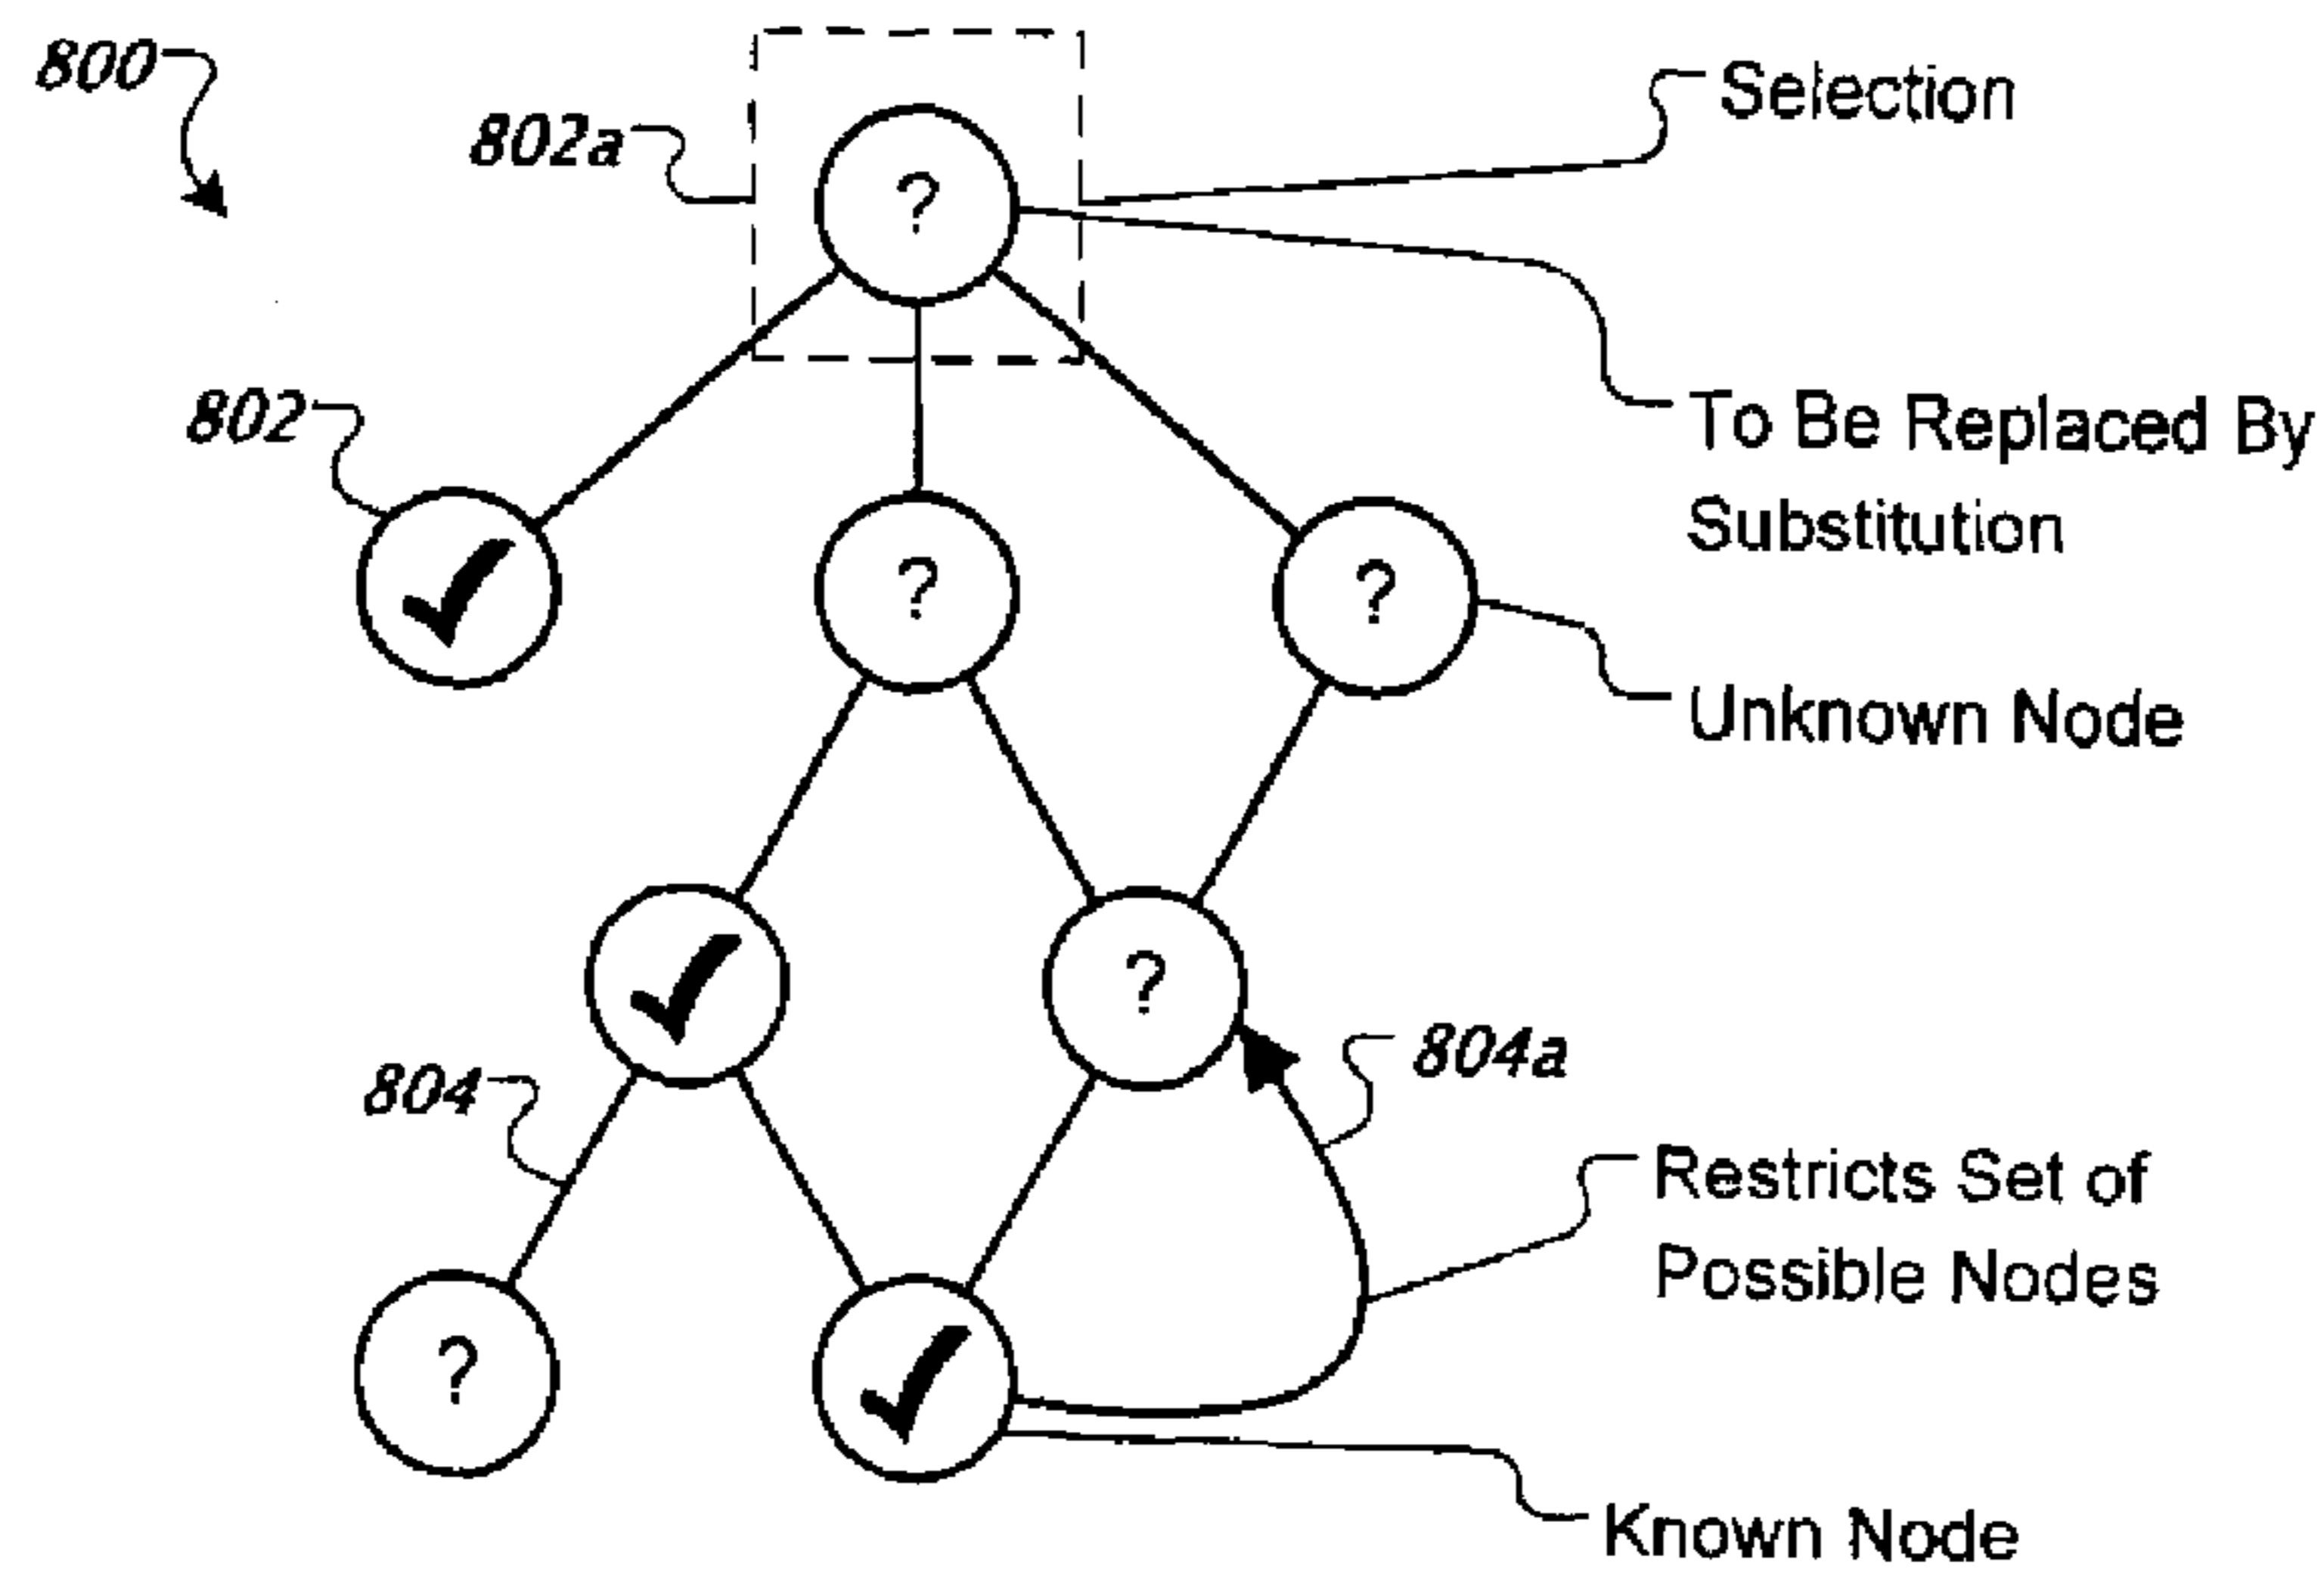 800
Selection
802a
?
802
To Be Replaced By
Substitution
?
?
Unknown Node
?
804a
804
Restricts Set of
Possible Nodes
?
Known Node